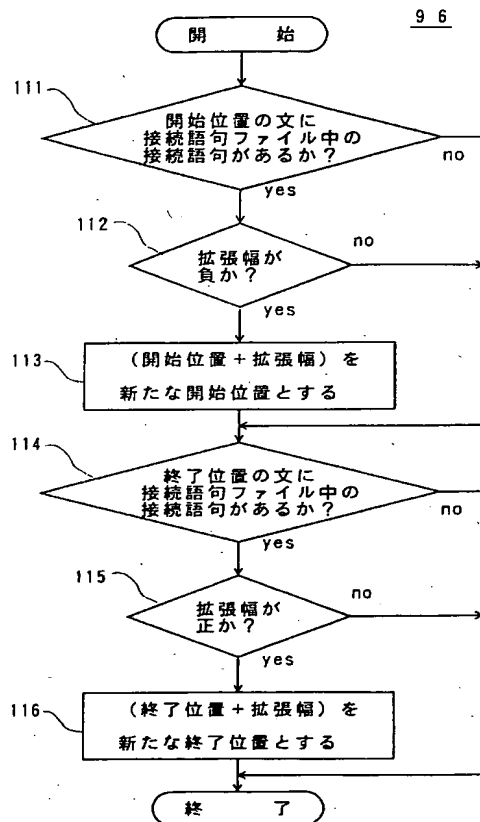 96
開始
111
開始位置の文に
接続語句ファイル中の
接続語句があるか?
no
yes
112
拡張幅が
負か?
no
yes
113
(開始位置+拡張幅)を
新たな開始位置とする
114
終了位置の文に
接続語句ファイル中の
接続語句があるか?
no
yes
115
拡張幅が
正か?
no
yes
116
(終了位置+拡張幅)を
新たな終了位置とする
終了